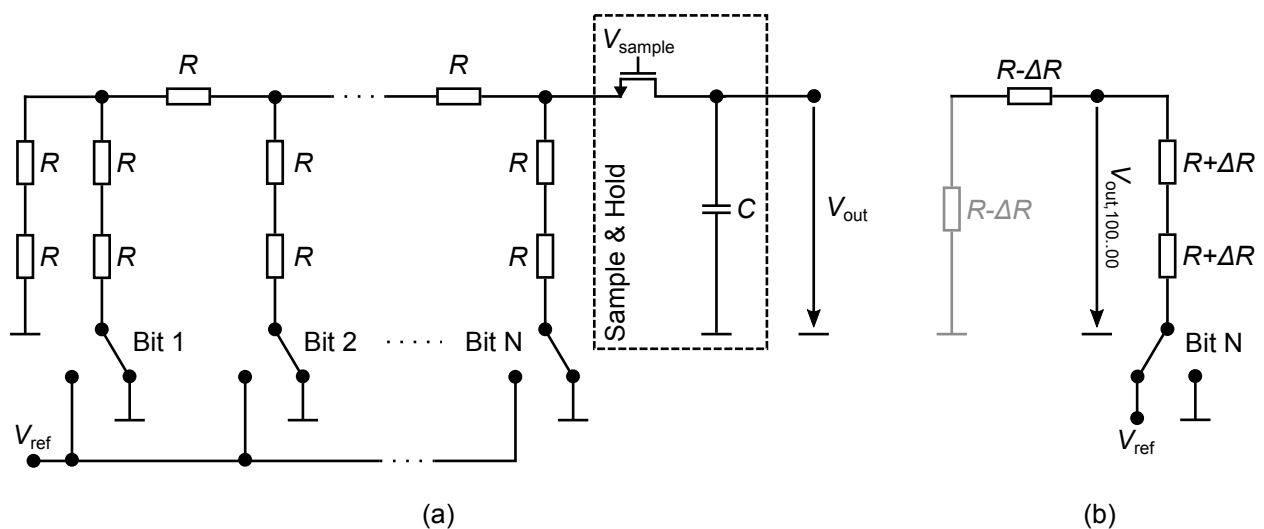 R
R
V_sample
R
R
R
R
R
R
R
R
Sample & Hold
C
V_out
Bit 1
Bit 2
······
Bit N
V_ref
(a)
R-ΔR
R-ΔR
V_out,100..00
R+ΔR
R+ΔR
Bit N
V_ref
(b)